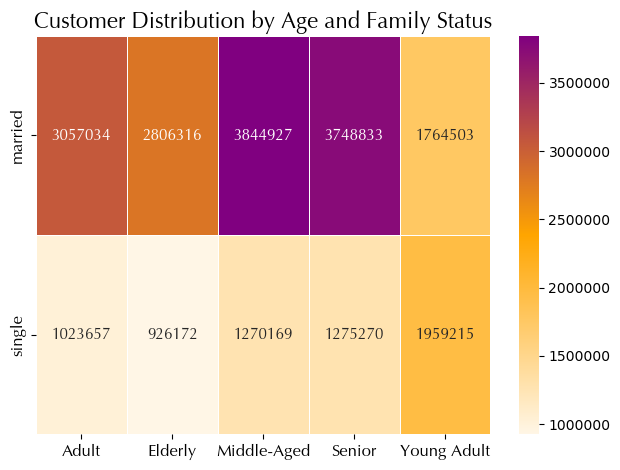 Customer Distribution by Age and Family Status
married
3057034 2806316 3844927 3748833 1764503
single
1023657 926172 1270169 1275270 1959215
Adult Elderly Middle-Aged Senior Young Adult
3500000
3000000
2500000
2000000
1500000
1000000